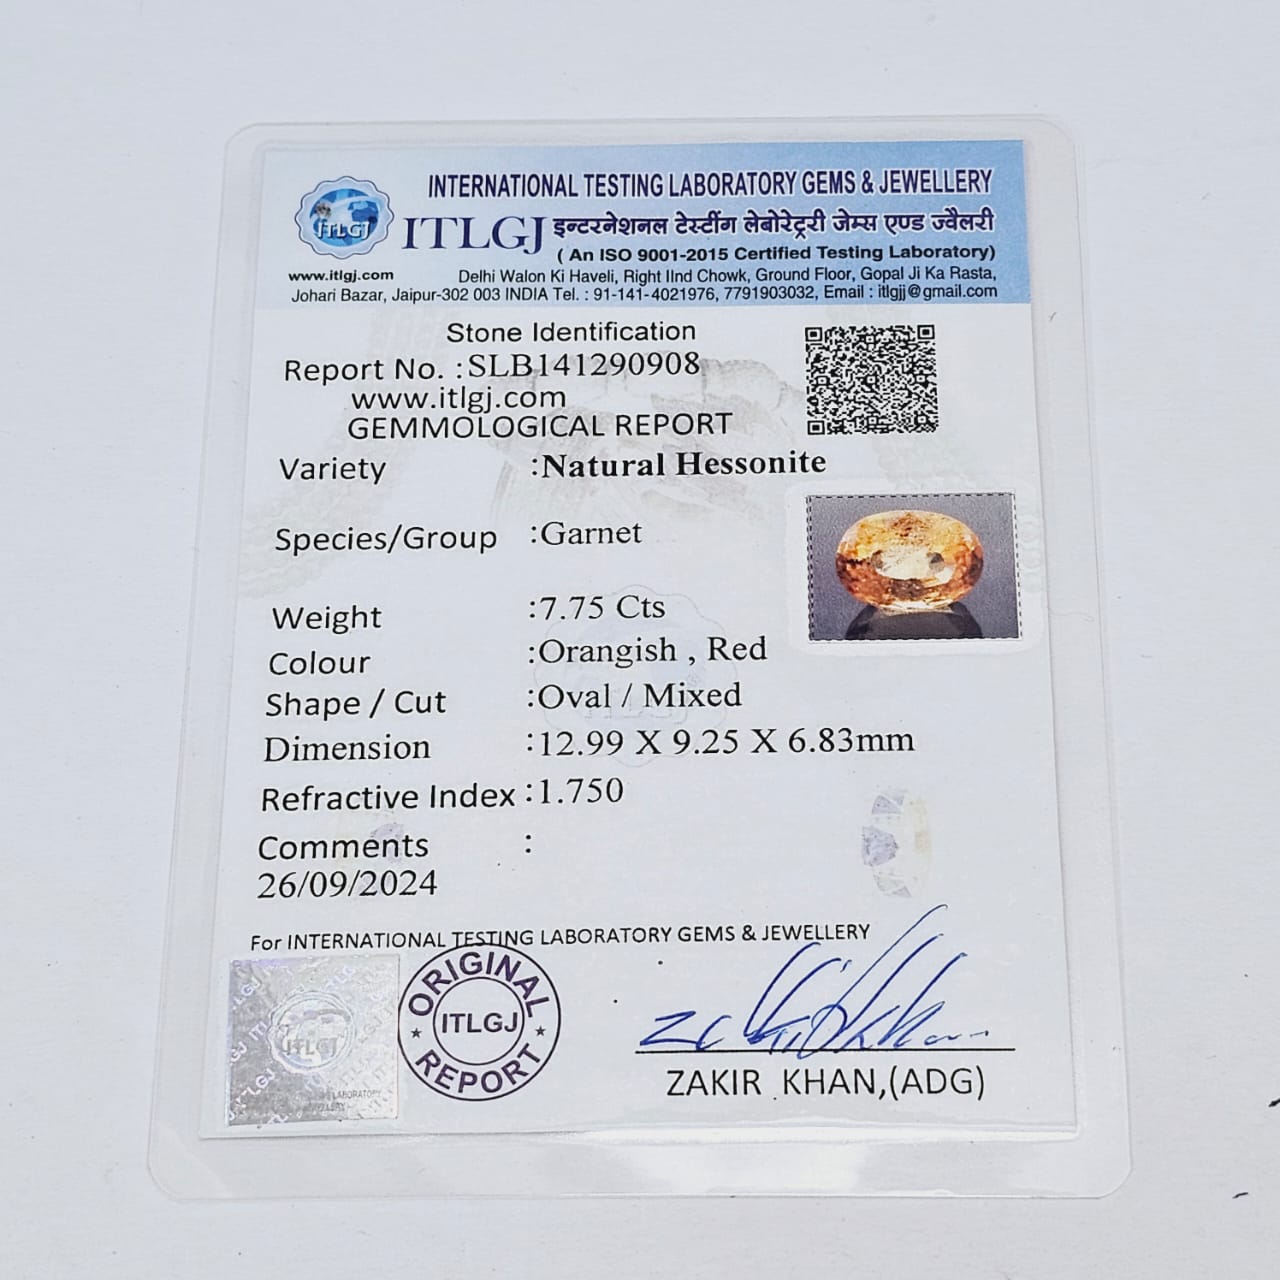 INTERNATIONAL TESTING LABORATORY GEMS & JEWELLERY
ITLGJ
ITLGJ इन्टरनेशनल टेस्टींग लेबोरेट्ररी जेम्स एण्ड ज्वैलरी
( An ISO 9001-2015 Certified Testing Laboratory)
www.itlgj.com Delhi Walon Ki Haveli, Right IInd Chowk, Ground Floor, Gopal Ji Ka Rasta,
Johari Bazar, Jaipur-302 003 INDIA Tel. : 91-141-4021976, 7791903032, Email : itlgjj@gmail.com
Stone Identification
Report No. :SLB141290908
www.itlgj.com
GEMMOLOGICAL REPORT
Variety :Natural Hessonite
Species/Group :Garnet
Weight :7.75 Cts
Colour :Orangish , Red
Shape / Cut :Oval / Mixed
Dimension :12.99 X 9.25 X 6.83mm
Refractive Index :1.750
Comments :
26/09/2024
For INTERNATIONAL TESTING LABORATORY GEMS & JEWELLERY
ORIGINAL
ITLGJ
REPORT
ITLGJ
ZAKIR KHAN,(ADG)